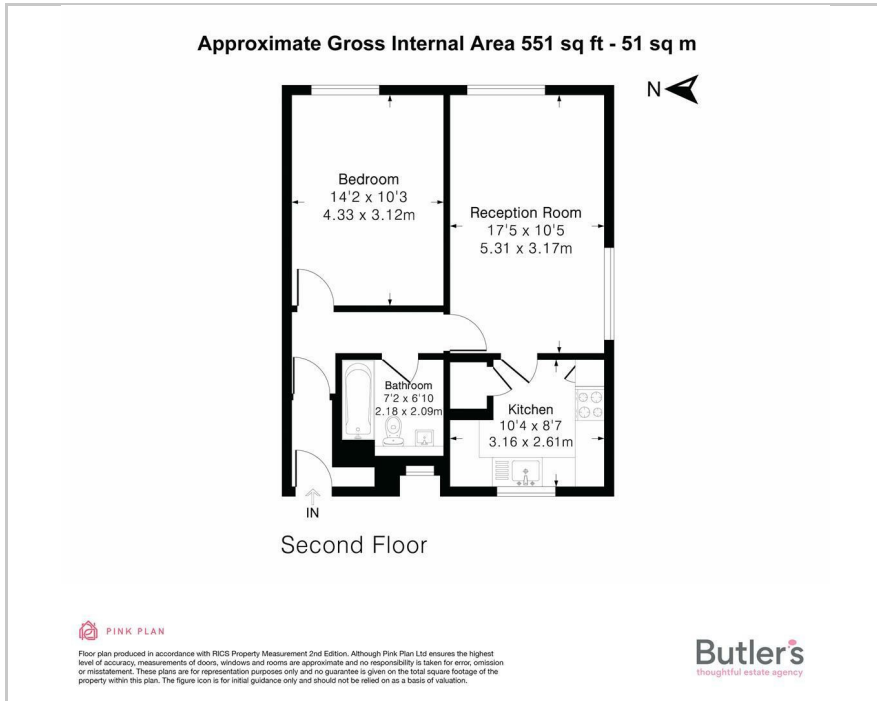 Approximate Gross Internal Area 551 sq ft - 51 sq m
N
Bedroom
14'2 x 10'3
4.33 x 3.12m
Reception Room
17'5 x 10'5
5.31 x 3.17m
Bathroom
7'2 x 6'10
2.18 x 2.09m
Kitchen
10'4 x 8'7
3.16 x 2.61m
IN
Second Floor
PINK PLAN
Floor plan produced in accordance with RICS Property Measurement 2nd Edition. Although Pink Plan Ltd ensures the highest
level of accuracy, measurements of doors, windows and rooms are approximate and no responsibility is taken for error, omission
or misstatement. These plans are for representation purposes only and no guarantee is given on the total square footage of the
property within this plan. The figure icon is for initial guidance only and should not be relied on as a basis of valuation.
Butler's
thoughtful estate agency